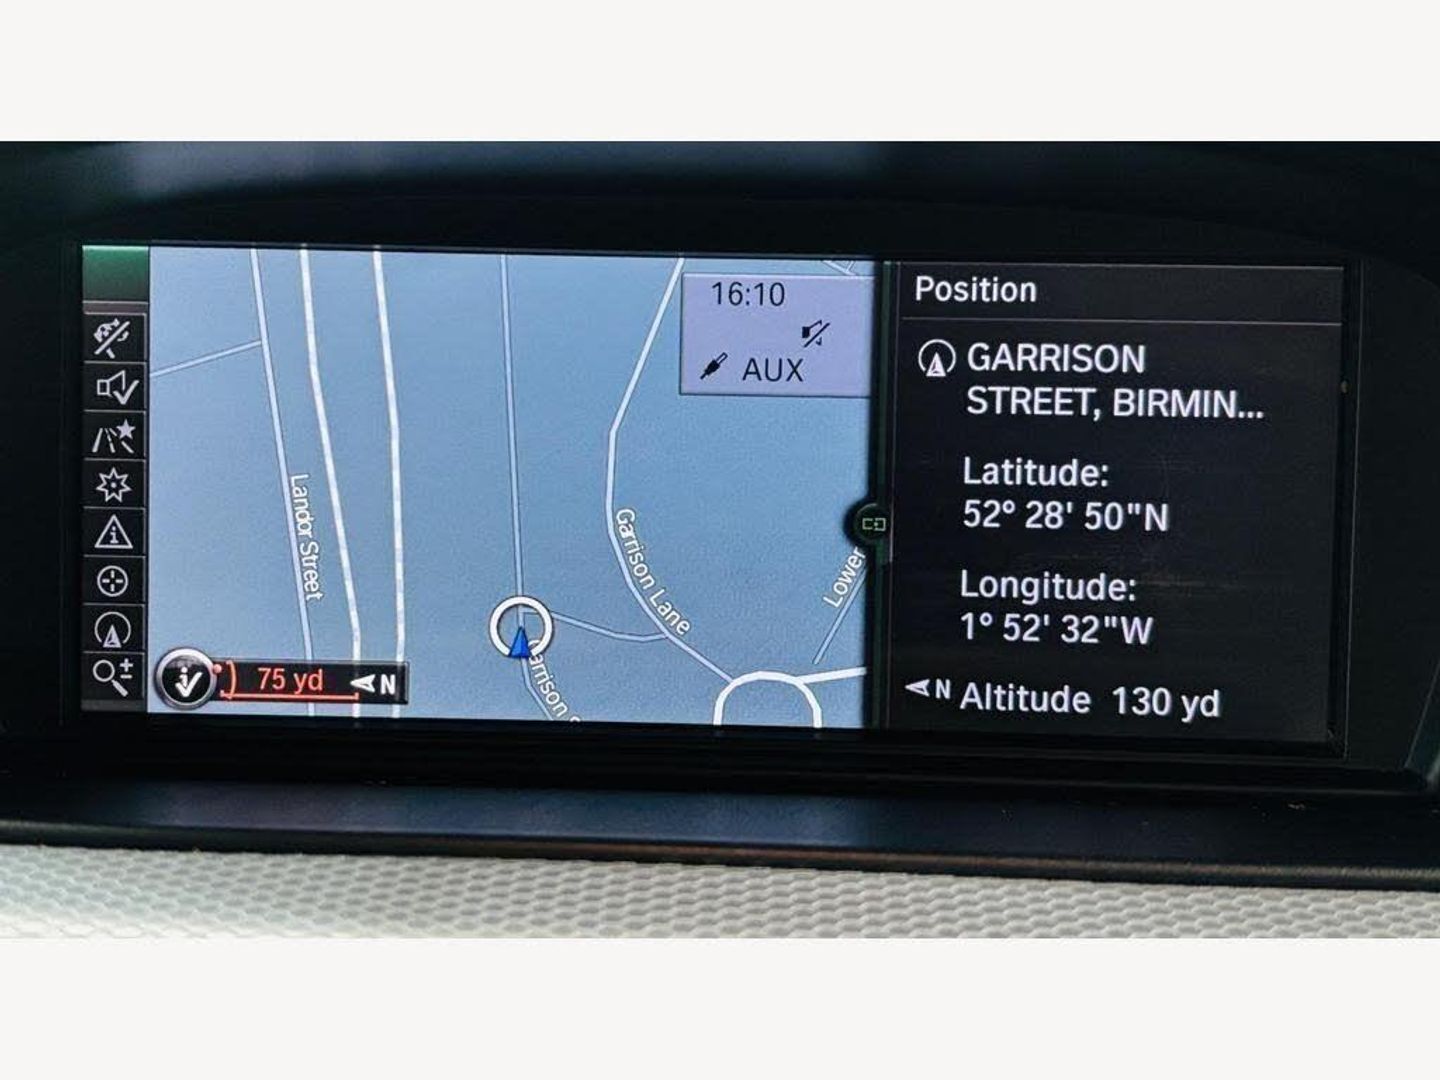 16:10
AUX
Landor Street
Garrison Lane
Lower
75 yd
N
Position
GARRISON
STREET, BIRMIN...
Latitude:
52° 28' 50"N
Longitude:
1° 52' 32"W
N Altitude 130 yd